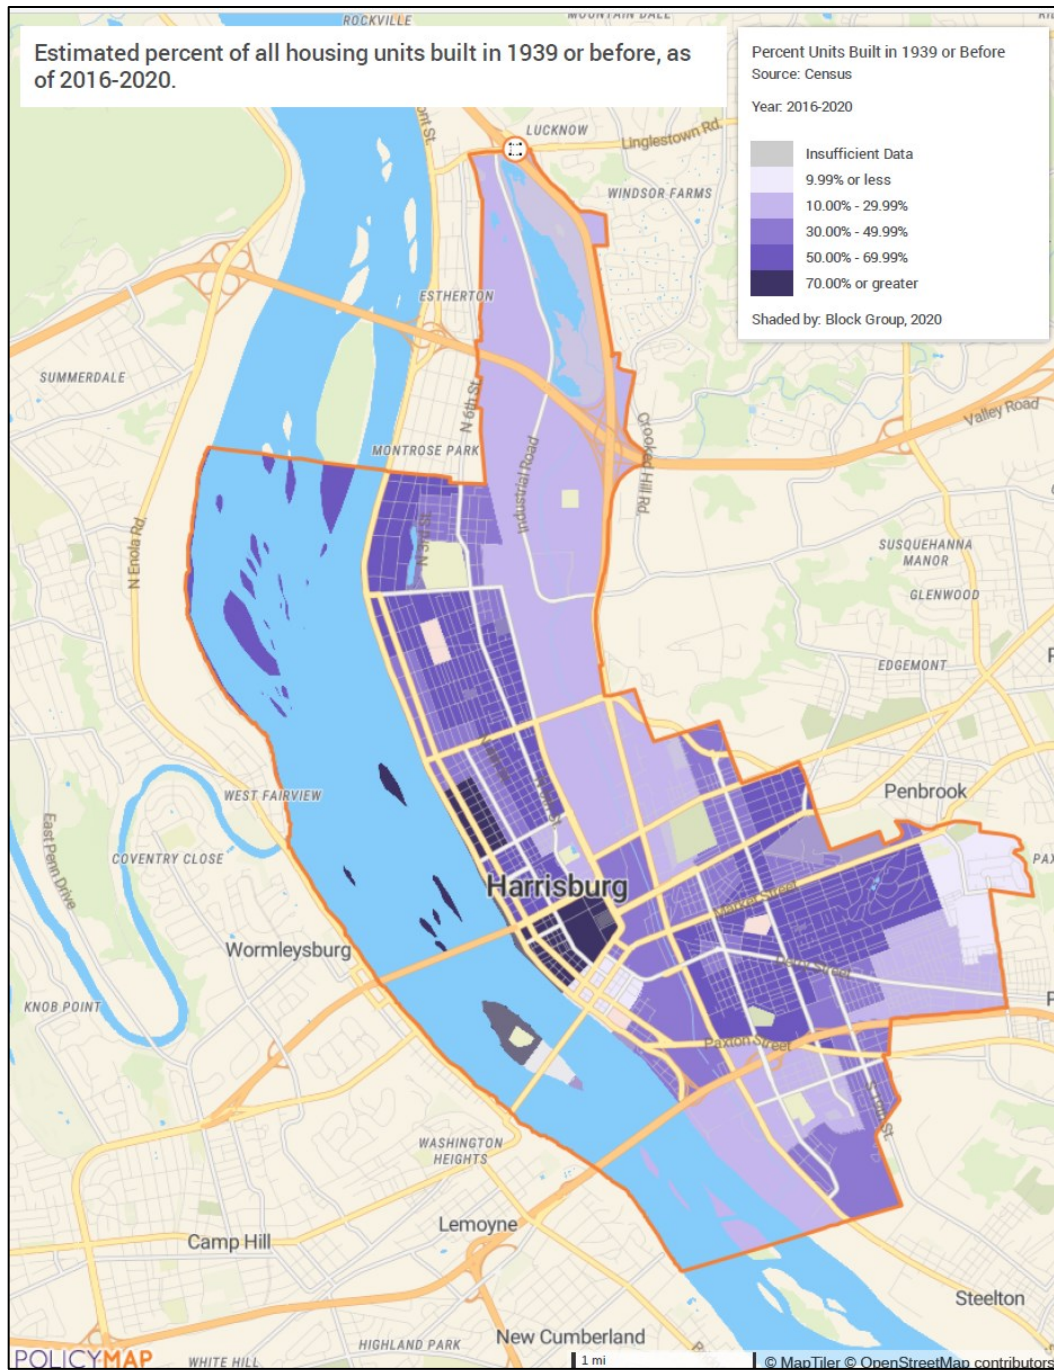 ROCKVILLE
Estimated percent of all housing units built in 1939 or before, as
of 2016-2020.
Percent Units Built in 1939 or Before
Source: Census
Year: 2016-2020
Insufficient Data
9.99% or less
10.00% - 29.99%
30.00% - 49.99%
50.00% - 69.99%
70.00% or greater
Shaded by: Block Group, 2020
LUCKNOW
Linglestown Rd.
WINDSOR FARMS
ESTHERTON
SUMMERDALE
N 6th St.
Valley Road
Crooked Hill Rd
MONTROSE PARK
Industrial Road
N Enola Rd.
N 3rd St.
SUSQUEHANNA
MANOR
GLENWOOD
EDGEMONT
WEST FAIRVIEW
Penbrook
East Penn Drive
COVENTRY CLOSE
Harrisburg
Market Street
Wormleysburg
Derry Street
KNOB POINT
Paxton Street
S 19th St.
WASHINGTON
HEIGHTS
Lemoyne
Camp Hill
Steelton
New Cumberland
HIGHLAND PARK
POLICYMAP
WHITE HILL
1 mi
© MapTiler © OpenStreetMap contributor